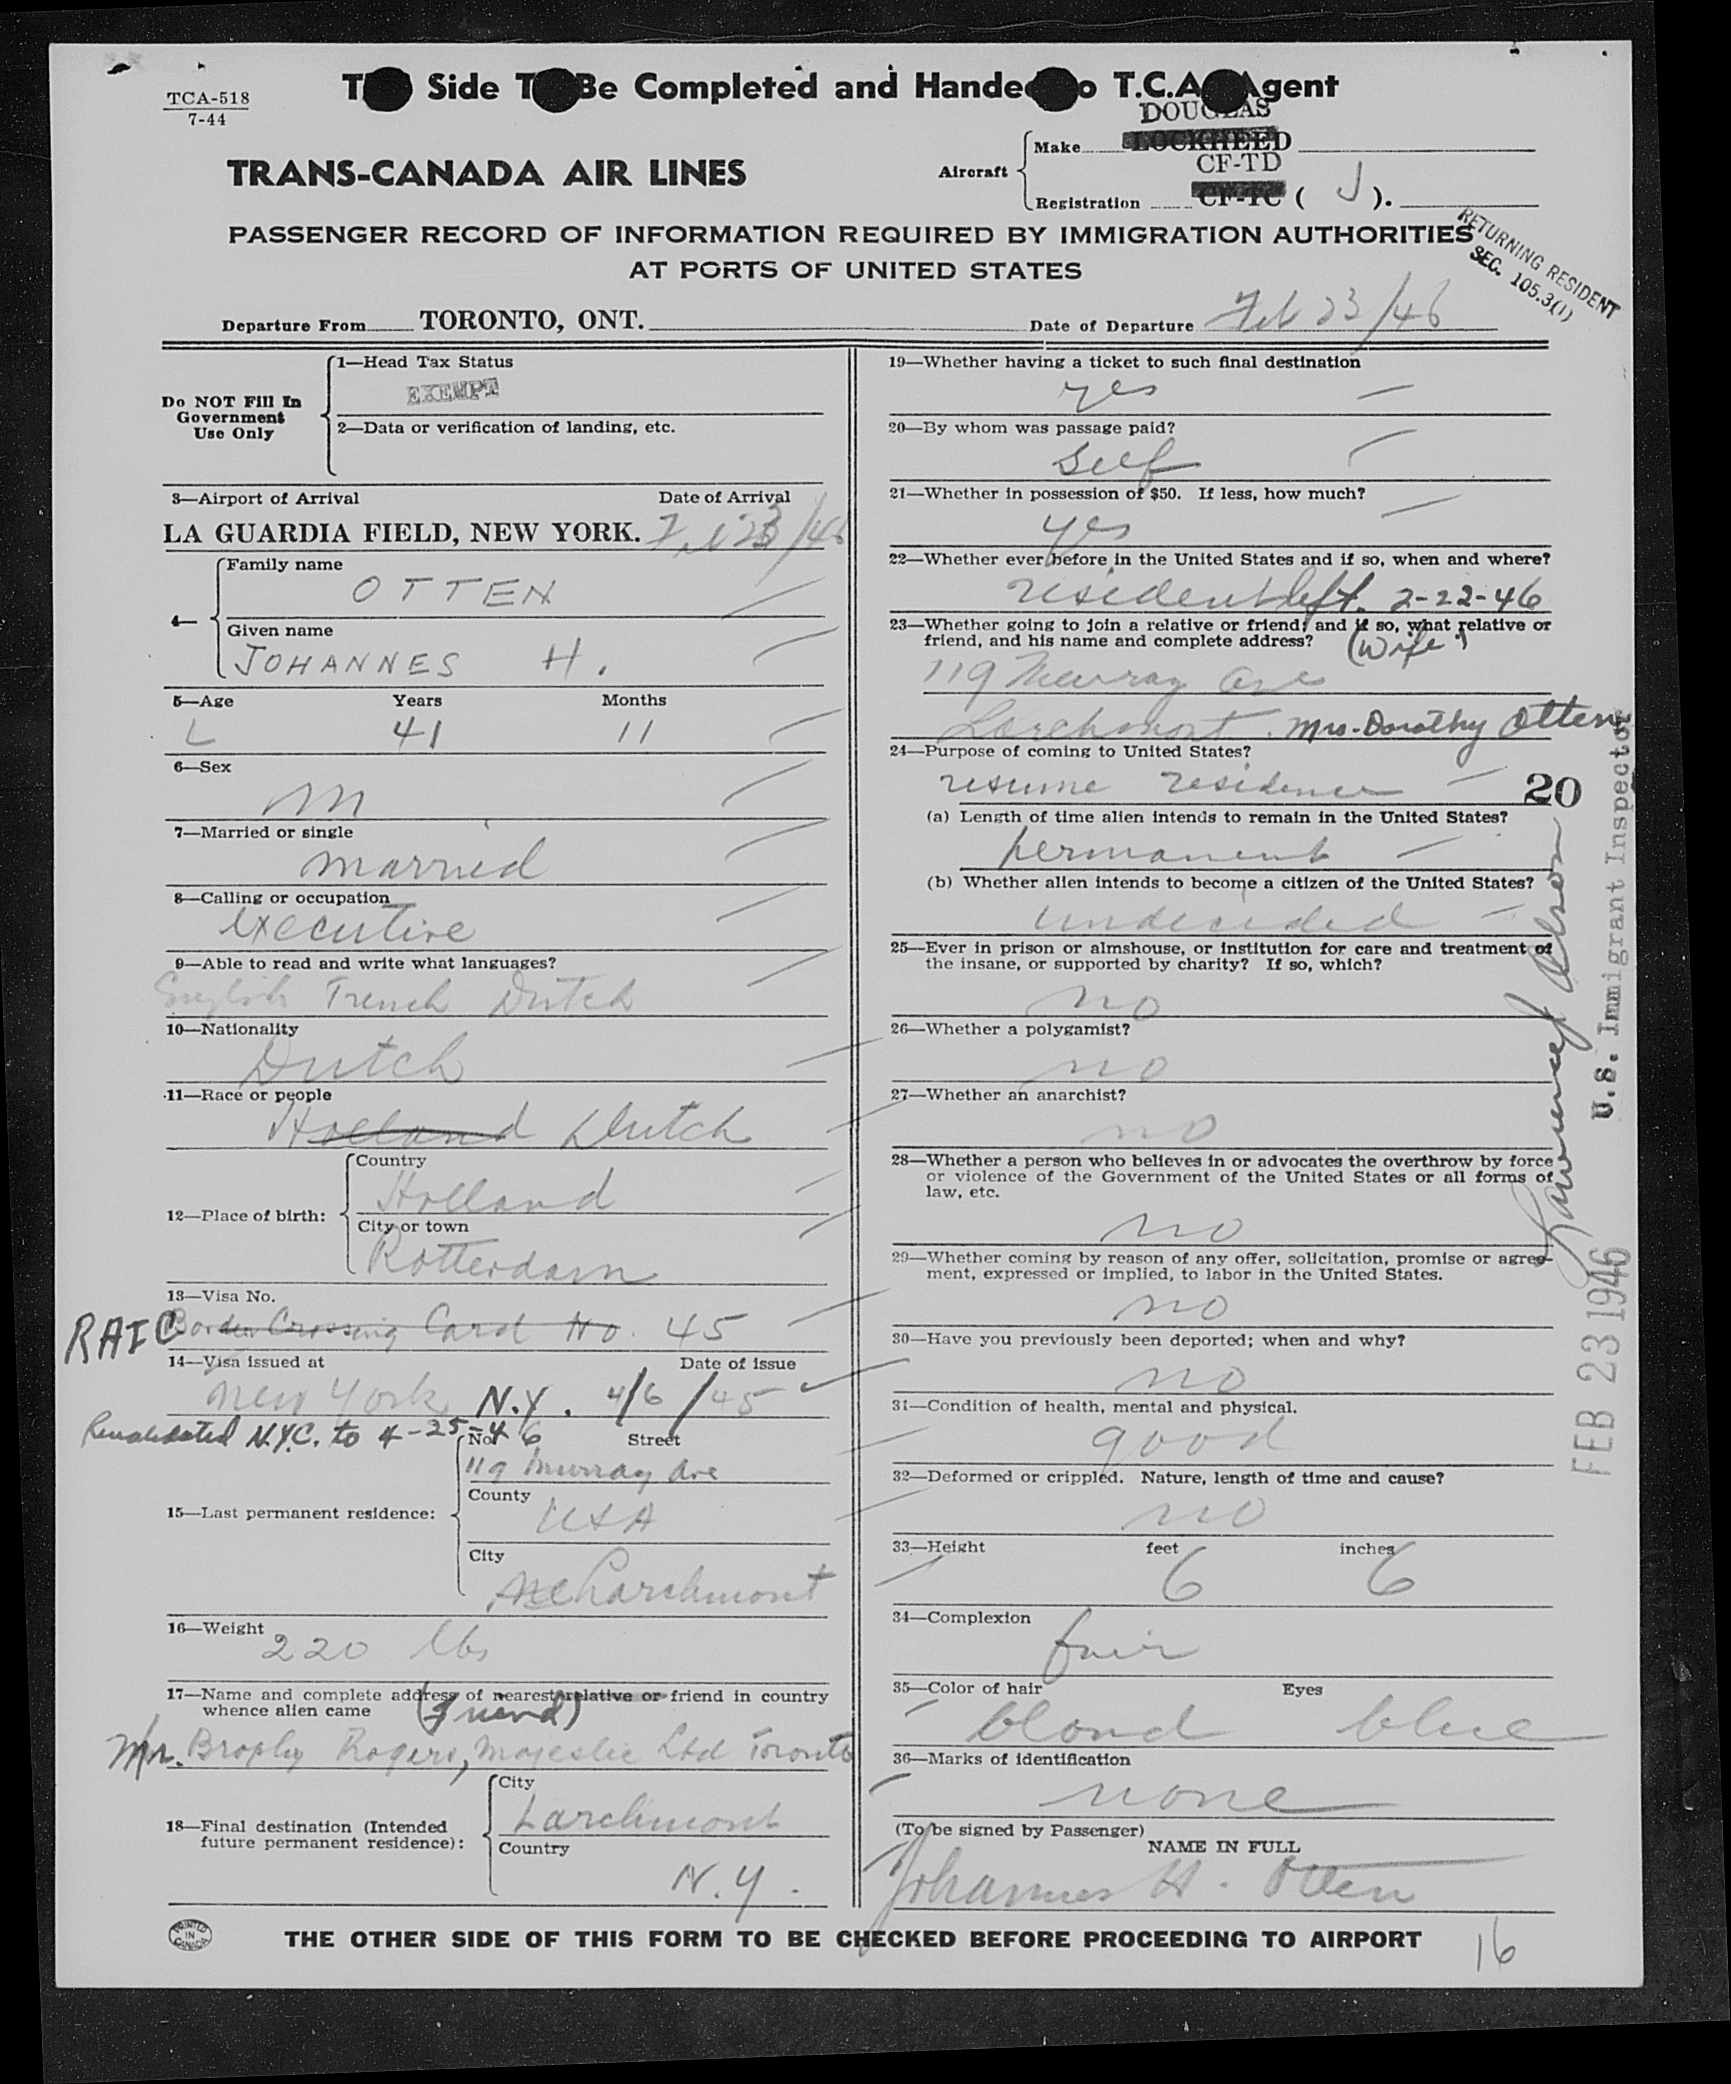 This Side To Be Completed and Handed to T.C.A. Agent
TCA-518
7-44
DOUGLAS
Aircraft
Make LOCKHEED
CF-TD
Registration CF-TC ( J ).
TRANS-CANADA AIR LINES
PASSENGER RECORD OF INFORMATION REQUIRED BY IMMIGRATION AUTHORITIES
AT PORTS OF UNITED STATES
RETURNING RESIDENT
SEC. 105.3(1)
Departure From TORONTO, ONT.
Date of Departure Feb 23/46
Do NOT Fill In
Government
Use Only
1—Head Tax Status
EXEMPT
2—Data or verification of landing, etc.
3—Airport of Arrival Date of Arrival
LA GUARDIA FIELD, NEW YORK. Feb 23/46
4—
Family name
OTTEN
Given name
JOHANNES H.
5—Age Years Months
41 11
6—Sex
M
7—Married or single
married
8—Calling or occupation
executive
9—Able to read and write what languages?
English French Dutch
10—Nationality
Dutch
11—Race or people
Holland Dutch
12—Place of birth:
Country
Holland
City or town
Rotterdam
13—Visa No.
RAIC Border Crossing Card No. 45
14—Visa issued at Date of issue
New York N.Y. 4/6/45
Revalidated N.Y.C. to 4-25-46
15—Last permanent residence:
No. Street
119 Murray Ave
County
USA
City
Larchmont
16—Weight
220 lbs
17—Name and complete address of nearest relative or friend in country
whence alien came (Friend)
Mr. Brophy Rogers, Majestic Ltd Toronto
18—Final destination (Intended
future permanent residence):
City
Larchmont
Country
N.Y.
19—Whether having a ticket to such final destination
yes
20—By whom was passage paid?
Self
21—Whether in possession of $50. If less, how much?
yes
22—Whether ever before in the United States and if so, when and where?
resident left. 2-22-46
23—Whether going to join a relative or friend; and if so, what relative or
friend, and his name and complete address? (Wife)
119 Murray Ave
Larchmont. Mrs. Dorothy Otten
24—Purpose of coming to United States?
resume residence
20
(a) Length of time alien intends to remain in the United States?
permanent
(b) Whether alien intends to become a citizen of the United States?
undecided
25—Ever in prison or almshouse, or institution for care and treatment of
the insane, or supported by charity? If so, which?
no
26—Whether a polygamist?
no
27—Whether an anarchist?
no
28—Whether a person who believes in or advocates the overthrow by force
or violence of the Government of the United States or all forms of
law, etc.
no
29—Whether coming by reason of any offer, solicitation, promise or agree-
ment, expressed or implied, to labor in the United States.
no
30—Have you previously been deported; when and why?
no
31—Condition of health, mental and physical.
good
32—Deformed or crippled. Nature, length of time and cause?
no
33—Height feet inches
6 6
34—Complexion
fair
35—Color of hair Eyes
blond blue
36—Marks of identification
none
(To be signed by Passenger)
NAME IN FULL
Johannes H. Otten
U.S. Immigrant Inspector
FEB 23 1946
PRINTED
IN
CANADA
THE OTHER SIDE OF THIS FORM TO BE CHECKED BEFORE PROCEEDING TO AIRPORT
16